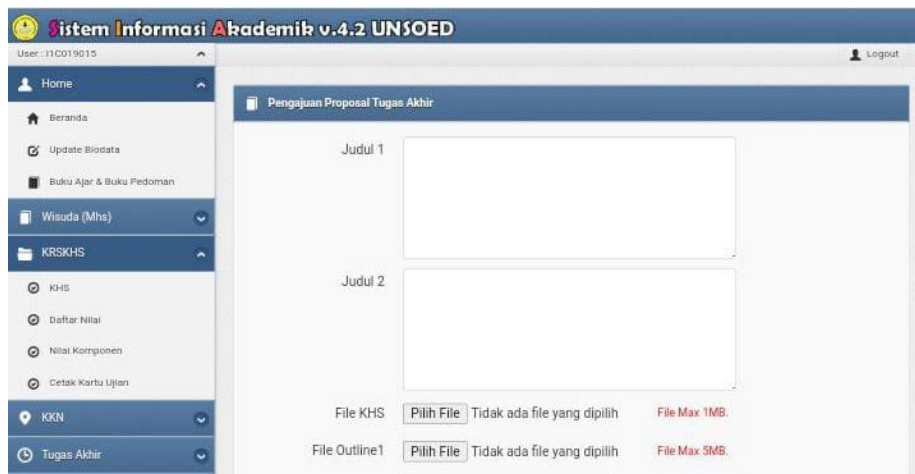 Sistem Informasi Akademik v.4.2 UNSOED
User : I1C019015
Logout
Home
Beranda
Update Biodata
Buku Ajar & Buku Pedoman
Wisuda (Mhs)
KRSKHS
KHS
Daftar Nilai
Nilai Komponen
Cetak Kartu Ujian
KKN
Tugas Akhir
Pengajuan Proposal Tugas Akhir
Judul 1
Judul 2
File KHS Pilih File Tidak ada file yang dipilih File Max 1MB.
File Outline1 Pilih File Tidak ada file yang dipilih File Max 5MB.